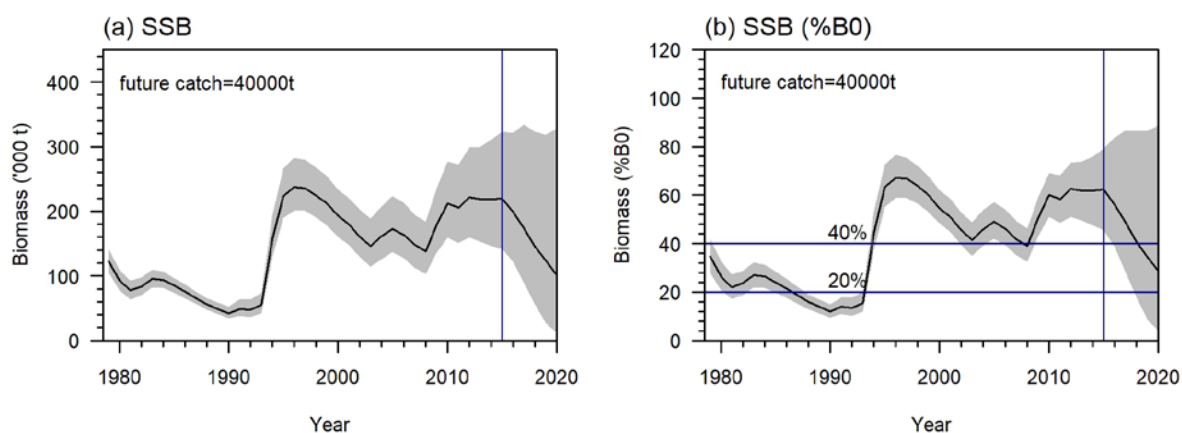 (a) SSB
future catch=40000t
Biomass ('000 t)
400
300
200
100
0
1980 1990 2000 2010 2020
Year
(b) SSB (%B0)
future catch=40000t
Biomass (%B0)
120
100
80
60
40
20
0
40%
20%
1980 1990 2000 2010 2020
Year